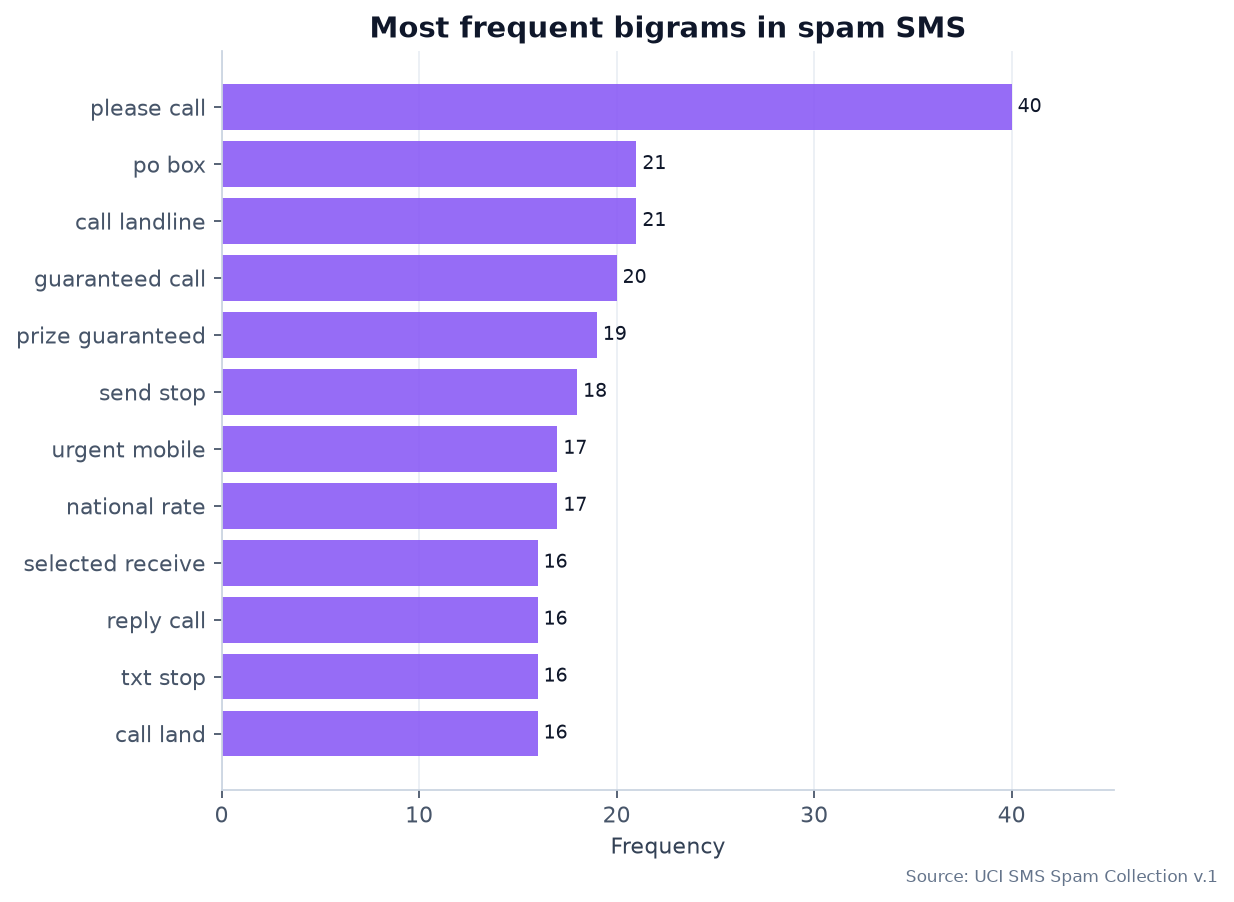 Most frequent bigrams in spam SMS
please call 40
po box 21
call landline 21
guaranteed call 20
prize guaranteed 19
send stop 18
urgent mobile 17
national rate 17
selected receive 16
reply call 16
txt stop 16
call land 16
0 10 20 30 40
Frequency
Source: UCI SMS Spam Collection v.1